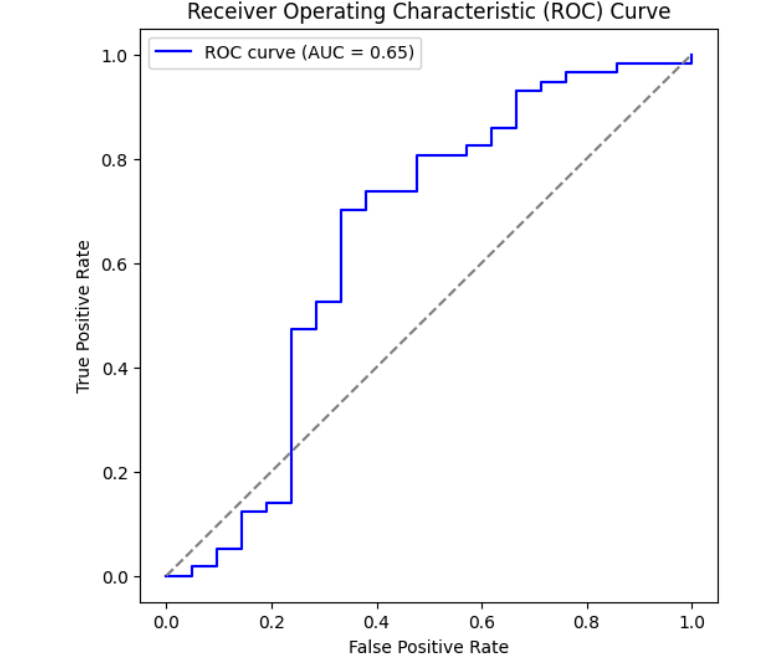 Receiver Operating Characteristic (ROC) Curve
ROC curve (AUC = 0.65)
1.0
0.8
0.6
0.4
0.2
0.0
True Positive Rate
0.0 0.2 0.4 0.6 0.8 1.0
False Positive Rate